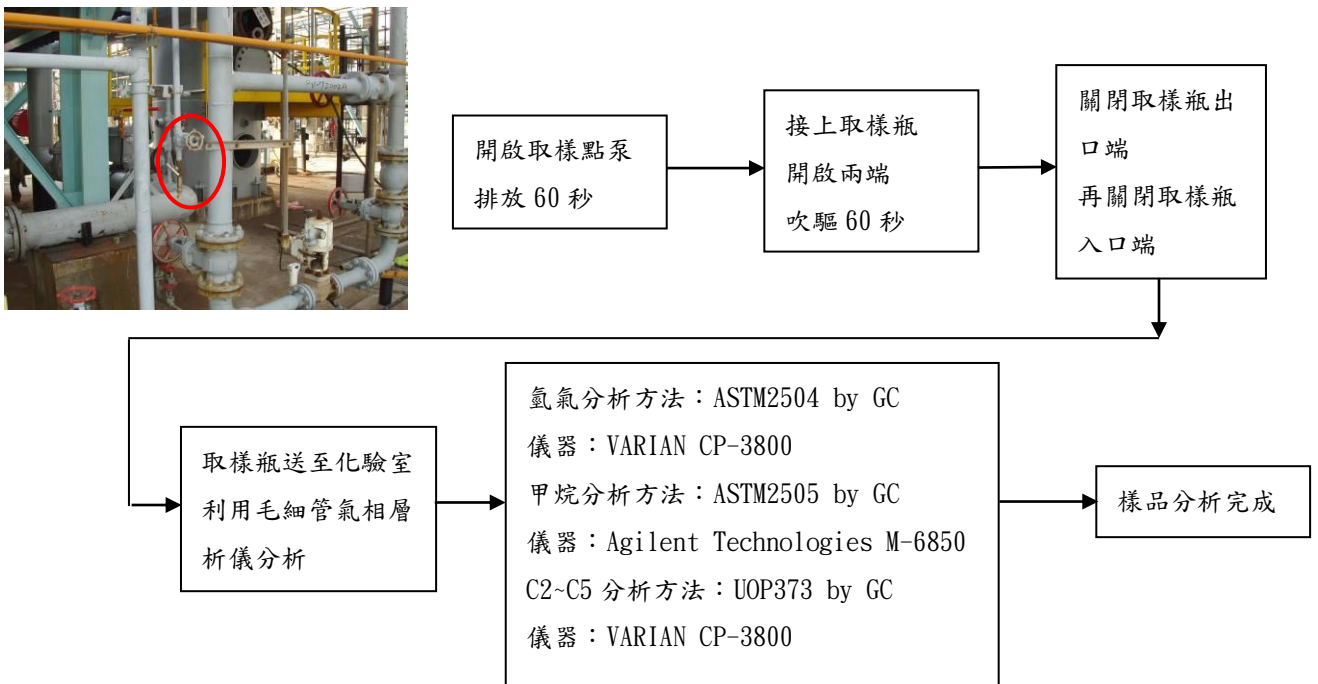 開啟取樣點泵
排放 60 秒
接上取樣瓶
開啟兩端
吹驅 60 秒
關閉取樣瓶出
口端
再關閉取樣瓶
入口端
取樣瓶送至化驗室
利用毛細管氣相層
析儀分析
氫氣分析方法：ASTM2504 by GC
儀器：VARIAN CP-3800
甲烷分析方法：ASTM2505 by GC
儀器：Agilent Technologies M-6850
C2~C5 分析方法：UOP373 by GC
儀器：VARIAN CP-3800
樣品分析完成